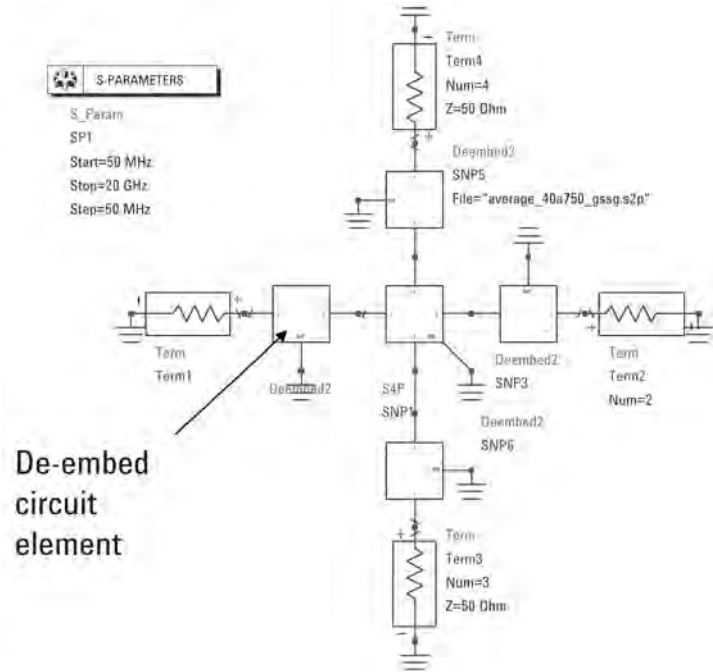 S-PARAMETERS
S_Param
SP1
Start=50 MHz
Stop=20 GHz
Step=50 MHz
Term
Term4
Num=4
Z=50 Ohm
Deembed2
SNP5
File="average_40a750_gssg.s2p"
Term
Term1
Deembed2
S4P
SNP1
Deembed2
SNP3
Term
Term2
Num=2
Deembed2
SNP6
De-embed
circuit
element
Term
Term3
Num=3
Z=50 Ohm